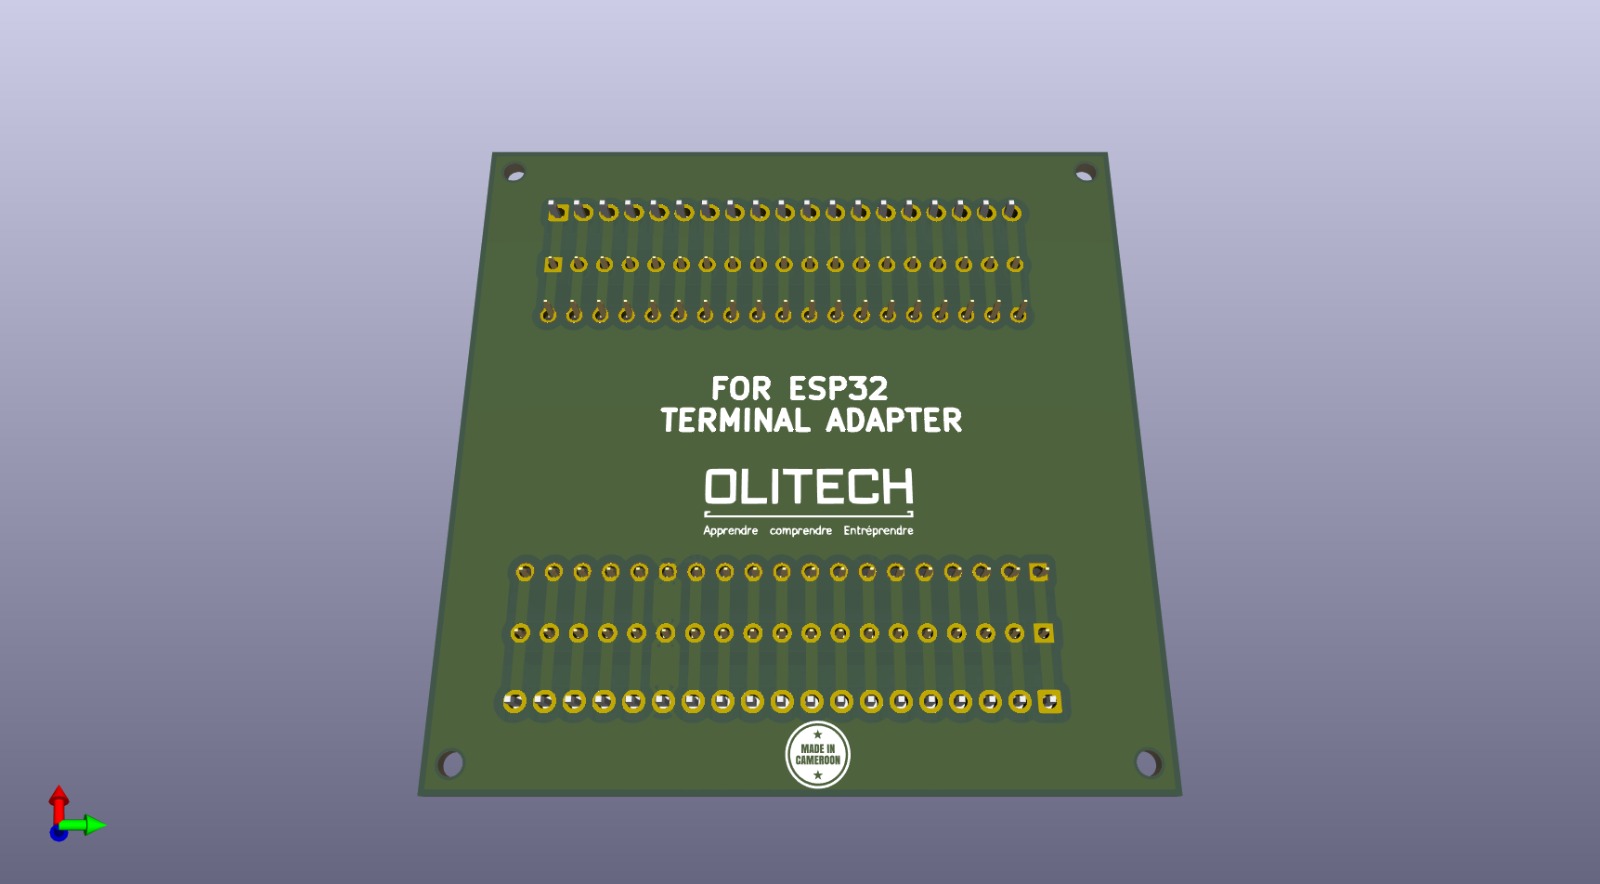 FOR ESP32
TERMINAL ADAPTER
OLITECH
Apprendre comprendre Entréprendre
MADE IN
CAMEROON